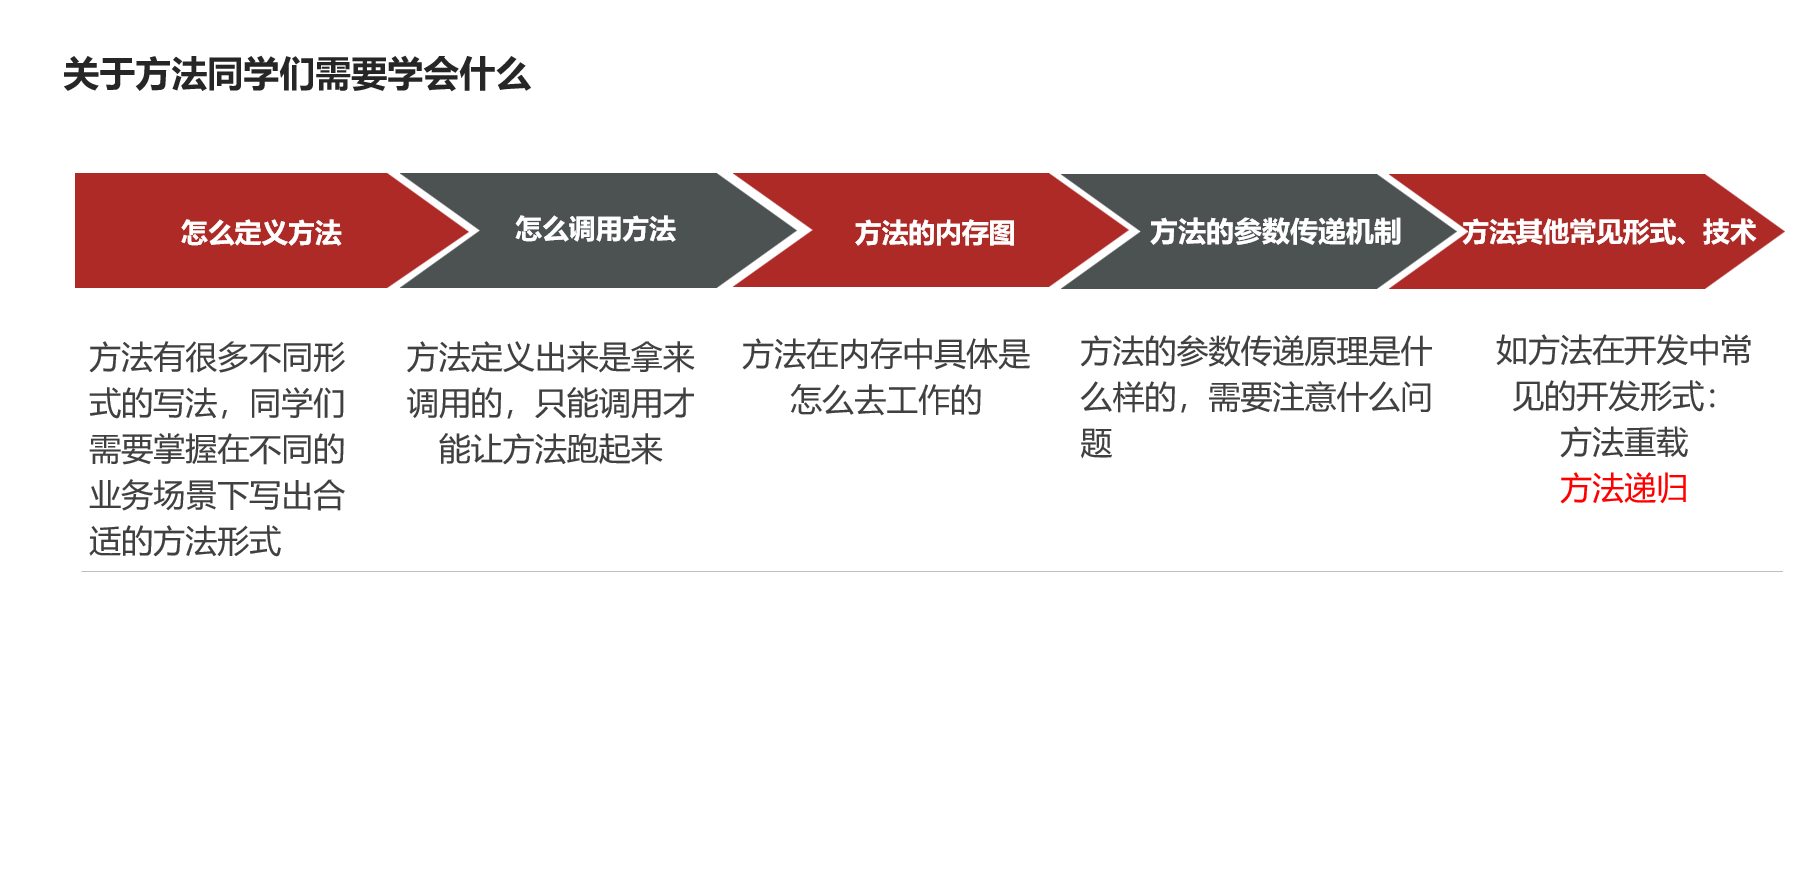 关于方法同学们需要学会什么
怎么定义方法
怎么调用方法
方法的内存图
方法的参数传递机制
方法其他常见形式、技术
方法有很多不同形
式的写法，同学们
需要掌握在不同的
业务场景下写出合
适的方法形式
方法定义出来是拿来
调用的，只能调用才
能让方法跑起来
方法在内存中具体是
怎么去工作的
方法的参数传递原理是什
么样的，需要注意什么问
题
如方法在开发中常
见的开发形式：
方法重载
方法递归